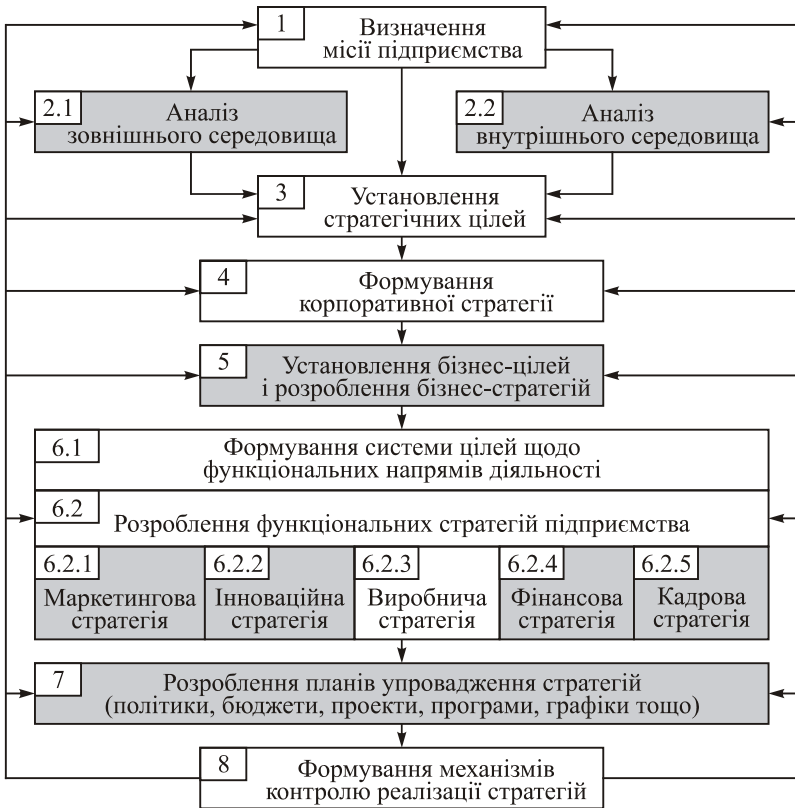 1
Визначення
місії підприємства
2.1
Аналіз
зовнішнього середовища
2.2
Аналіз
внутрішнього середовища
3
Установлення
стратегічних цілей
4
Формування
корпоративної стратегії
5
Установлення бізнес-цілей
і розроблення бізнес-стратегій
6.1
Формування системи цілей щодо
функціональних напрямів діяльності
6.2
Розроблення функціональних стратегій підприємства
6.2.1
Маркетингова
стратегія
6.2.2
Інноваційна
стратегія
6.2.3
Виробнича
стратегія
6.2.4
Фінансова
стратегія
6.2.5
Кадрова
стратегія
7
Розроблення планів упровадження стратегій
(політики, бюджети, проекти, програми, графіки тощо)
8
Формування механізмів
контролю реалізації стратегій